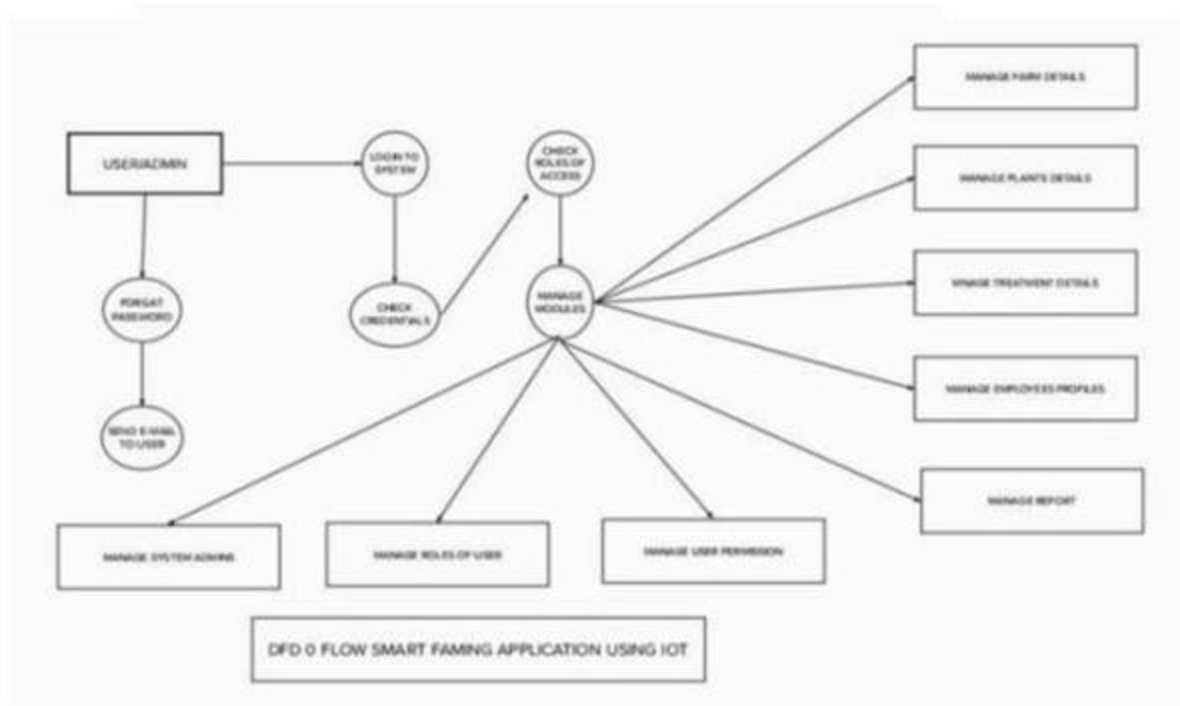 MANAGE FARM DETAILS
USER/ADMIN
LOGIN TO
SYSTEM
CHECK
ROLES OF
ACCESS
MANAGE PLANTS DETAILS
FORGAT
PASSWORD
CHECK
CREDENTIALS
MANAGE
MODULES
MNAGE TREATMENT DETAILS
MANAGE EMPLOYEES PROFILES
SEND E-MAIL
TO USER
MANAGE REPORT
MANAGE SYSTEM ADMINS
MANAGE ROLES OF USER
MANAGE USER PERMISSION
DFD 0 FLOW SMART FAMING APPLICATION USING IOT